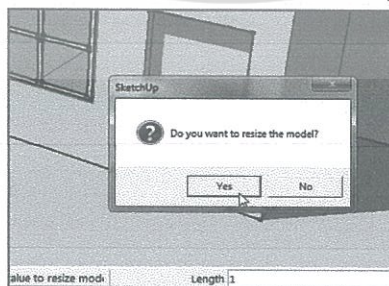 SketchUp
Do you want to resize the model?
Yes No
alue to resize mod
Length 1